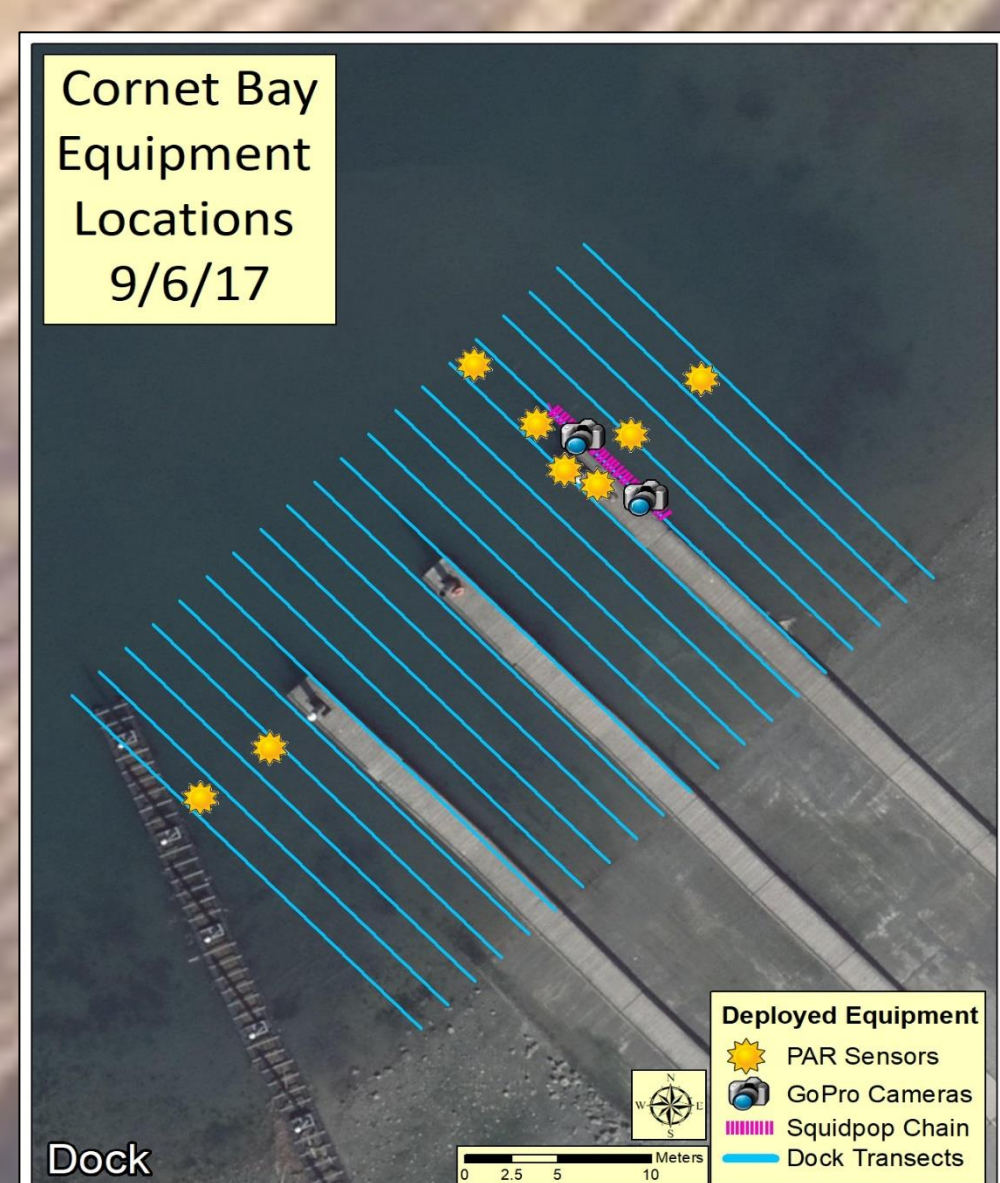 Cornet Bay
Equipment
Locations
9/6/17
Deployed Equipment
PAR Sensors
GoPro Cameras
Squidpop Chain
Dock Transects
N
W E
S
Meters
0 2.5 5 10
Dock